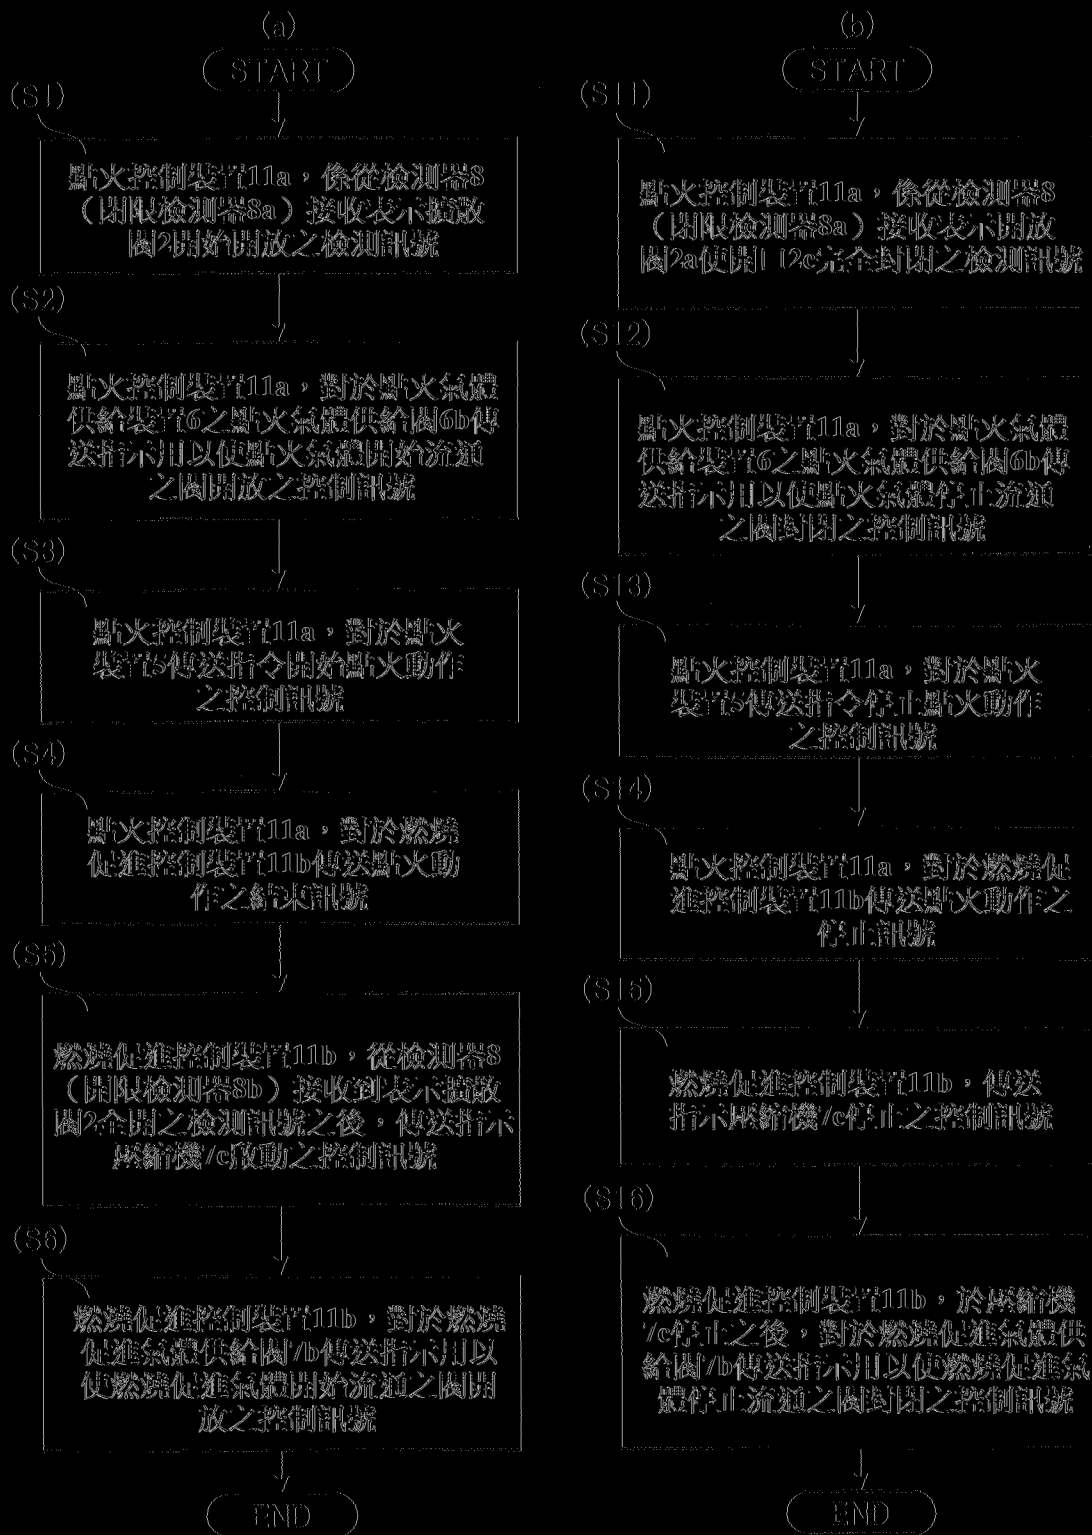 (a)
START
(S1)
點火控制裝置11a，係從檢測器8
（閉限檢測器8a）接收表示擴散
閥2開始開放之檢測訊號
(S2)
點火控制裝置11a，對於點火氣體
供給裝置6之點火氣體供給閥6b傳
送指示用以使點火氣體開始流通
之閥開放之控制訊號
(S3)
點火控制裝置11a，對於點火
裝置5傳送指令開始點火動作
之控制訊號
(S4)
點火控制裝置11a，對於燃燒
促進控制裝置11b傳送點火動
作之結束訊號
(S5)
燃燒促進控制裝置11b，從檢測器8
（開限檢測器8b）接收到表示擴散
閥2全開之檢測訊號之後，傳送指示
壓縮機7c啟動之控制訊號
(S6)
燃燒促進控制裝置11b，對於燃燒
促進氣體供給閥7b傳送指示用以
使燃燒促進氣體開始流通之閥開
放之控制訊號
END
(b)
START
(S11)
點火控制裝置11a，係從檢測器8
（閉限檢測器8a）接收表示開放
閥2a使開口12c完全封閉之檢測訊號
(S12)
點火控制裝置11a，對於點火氣體
供給裝置6之點火氣體供給閥6b傳
送指示用以使點火氣體停止流通
之閥封閉之控制訊號
(S13)
點火控制裝置11a，對於點火
裝置5傳送指令停止點火動作
之控制訊號
(S14)
點火控制裝置11a，對於燃燒促
進控制裝置11b傳送點火動作之
停止訊號
(S15)
燃燒促進控制裝置11b，傳送
指示壓縮機7c停止之控制訊號
(S16)
燃燒促進控制裝置11b，於壓縮機
7c停止之後，對於燃燒促進氣體供
給閥7b傳送指示用以使燃燒促進氣
體停止流通之閥封閉之控制訊號
END